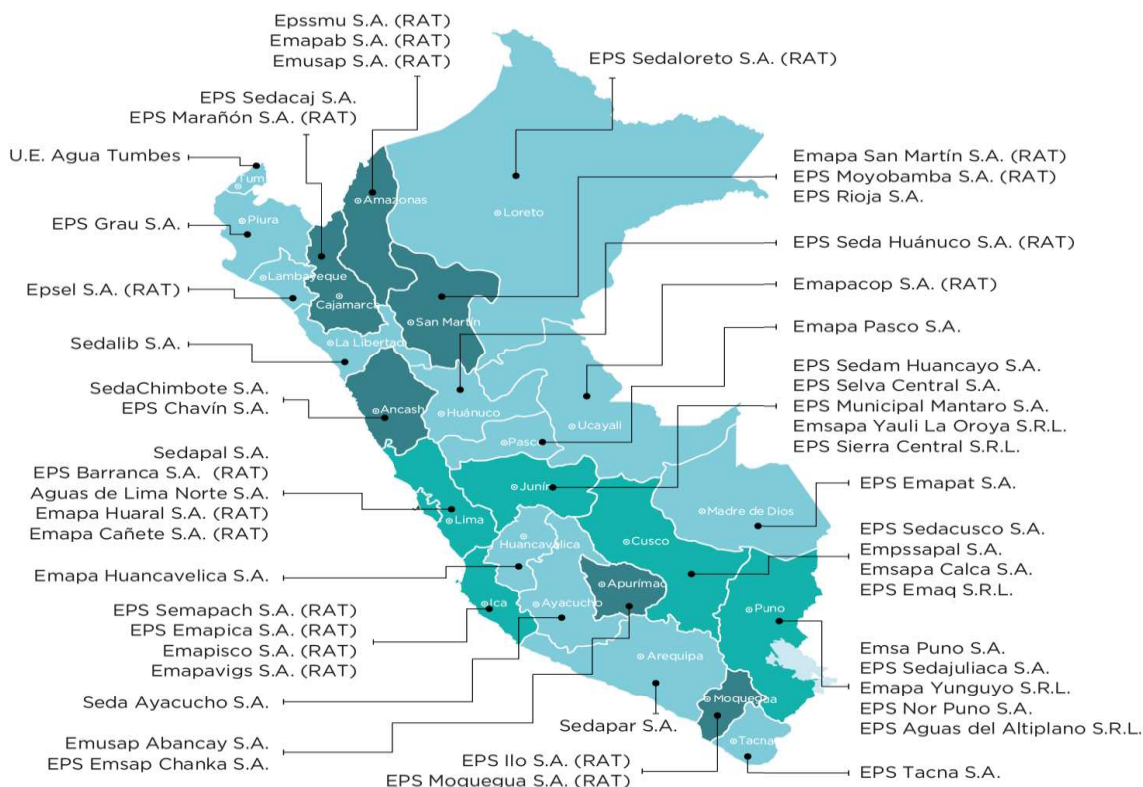 Epssmu S.A. (RAT)
Emapab S.A. (RAT)
Emusap S.A. (RAT)
EPS Sedaloreto S.A. (RAT)
EPS Sedacaj S.A.
EPS Marañón S.A. (RAT)
U.E. Agua Tumbes
EPS Grau S.A.
Epsel S.A. (RAT)
Sedalib S.A.
SedaChimbote S.A.
EPS Chavín S.A.
Sedapal S.A.
EPS Barranca S.A. (RAT)
Aguas de Lima Norte S.A.
Emapa Huaral S.A. (RAT)
Emapa Cañete S.A. (RAT)
Emapa Huancavelica S.A.
EPS Semapach S.A. (RAT)
EPS Emapica S.A. (RAT)
Emapisco S.A. (RAT)
Emapavigs S.A. (RAT)
Seda Ayacucho S.A.
Emusap Abancay S.A.
EPS Emsap Chanka S.A.
Tum
Piura
Lambayeque
Cajamarca
Amazonas
Loreto
San Martín
La Libertad
Ancash
Huánuco
Ucayali
Pasco
Junín
Lima
Huancavelica
Cusco
Madre de Dios
Ica
Ayacucho
Apurímac
Puno
Arequipa
Moquegua
Tacna
Sedapar S.A.
EPS Ilo S.A. (RAT)
EPS Moquegua S.A. (RAT)
Emapa San Martín S.A. (RAT)
EPS Moyobamba S.A. (RAT)
EPS Rioja S.A.
EPS Seda Huánuco S.A. (RAT)
Emapacop S.A. (RAT)
Emapa Pasco S.A.
EPS Sedam Huancayo S.A.
EPS Selva Central S.A.
EPS Municipal Mantaro S.A.
Emsapa Yauli La Oroya S.R.L.
EPS Sierra Central S.R.L.
EPS Emapat S.A.
EPS Sedacusco S.A.
Empssapal S.A.
Emsapa Calca S.A.
EPS Emaq S.R.L.
Emsa Puno S.A.
EPS Sedajuliaca S.A.
Emapa Yunguyo S.R.L.
EPS Nor Puno S.A.
EPS Aguas del Altiplano S.R.L.
EPS Tacna S.A.